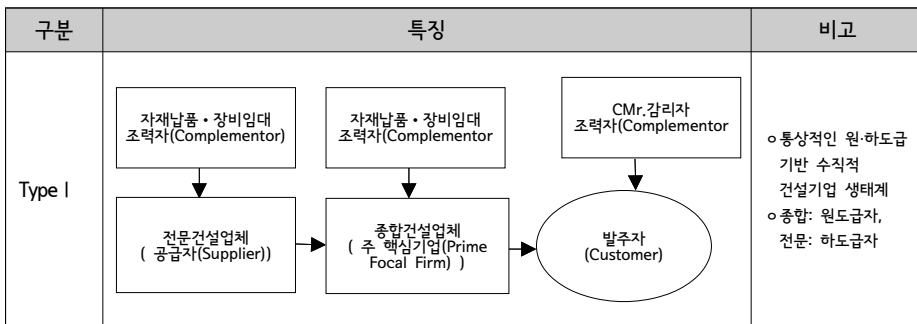 구분
특징
비고
Type Ⅰ
자재납품・장비임대
조력자(Complementor)
자재납품・장비임대
조력자(Complementor
CMr.감리자
조력자(Complementor
전문건설업체
( 공급자(Supplier))
종합건설업체
( 주 핵심기업(Prime
Focal Firm) )
발주자
(Customer)
ㅇ통상적인 원·하도급
기반 수직적
건설기업 생태계
ㅇ종합: 원도급자,
전문: 하도급자